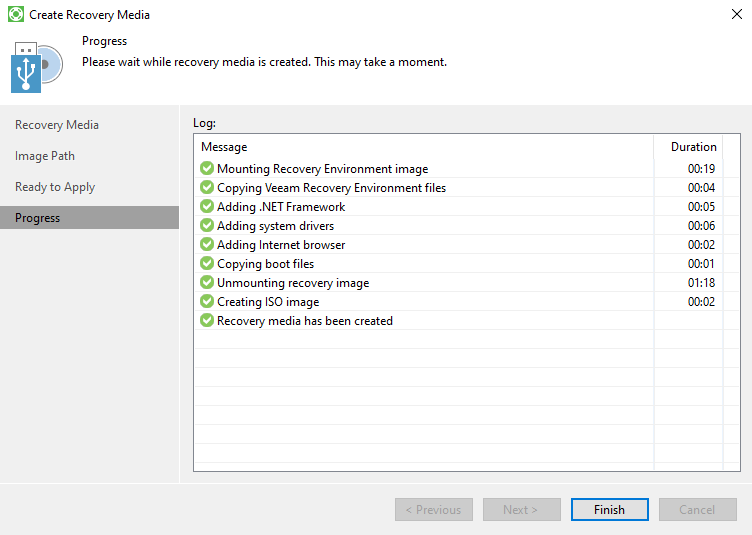 Create Recovery Media
Progress
Please wait while recovery media is created. This may take a moment.
Recovery Media
Image Path
Ready to Apply
Progress
Log:
Message Duration
Mounting Recovery Environment image 00:19
Copying Veeam Recovery Environment files 00:04
Adding .NET Framework 00:05
Adding system drivers 00:06
Adding Internet browser 00:02
Copying boot files 00:01
Unmounting recovery image 01:18
Creating ISO image 00:02
Recovery media has been created
< Previous Next > Finish Cancel